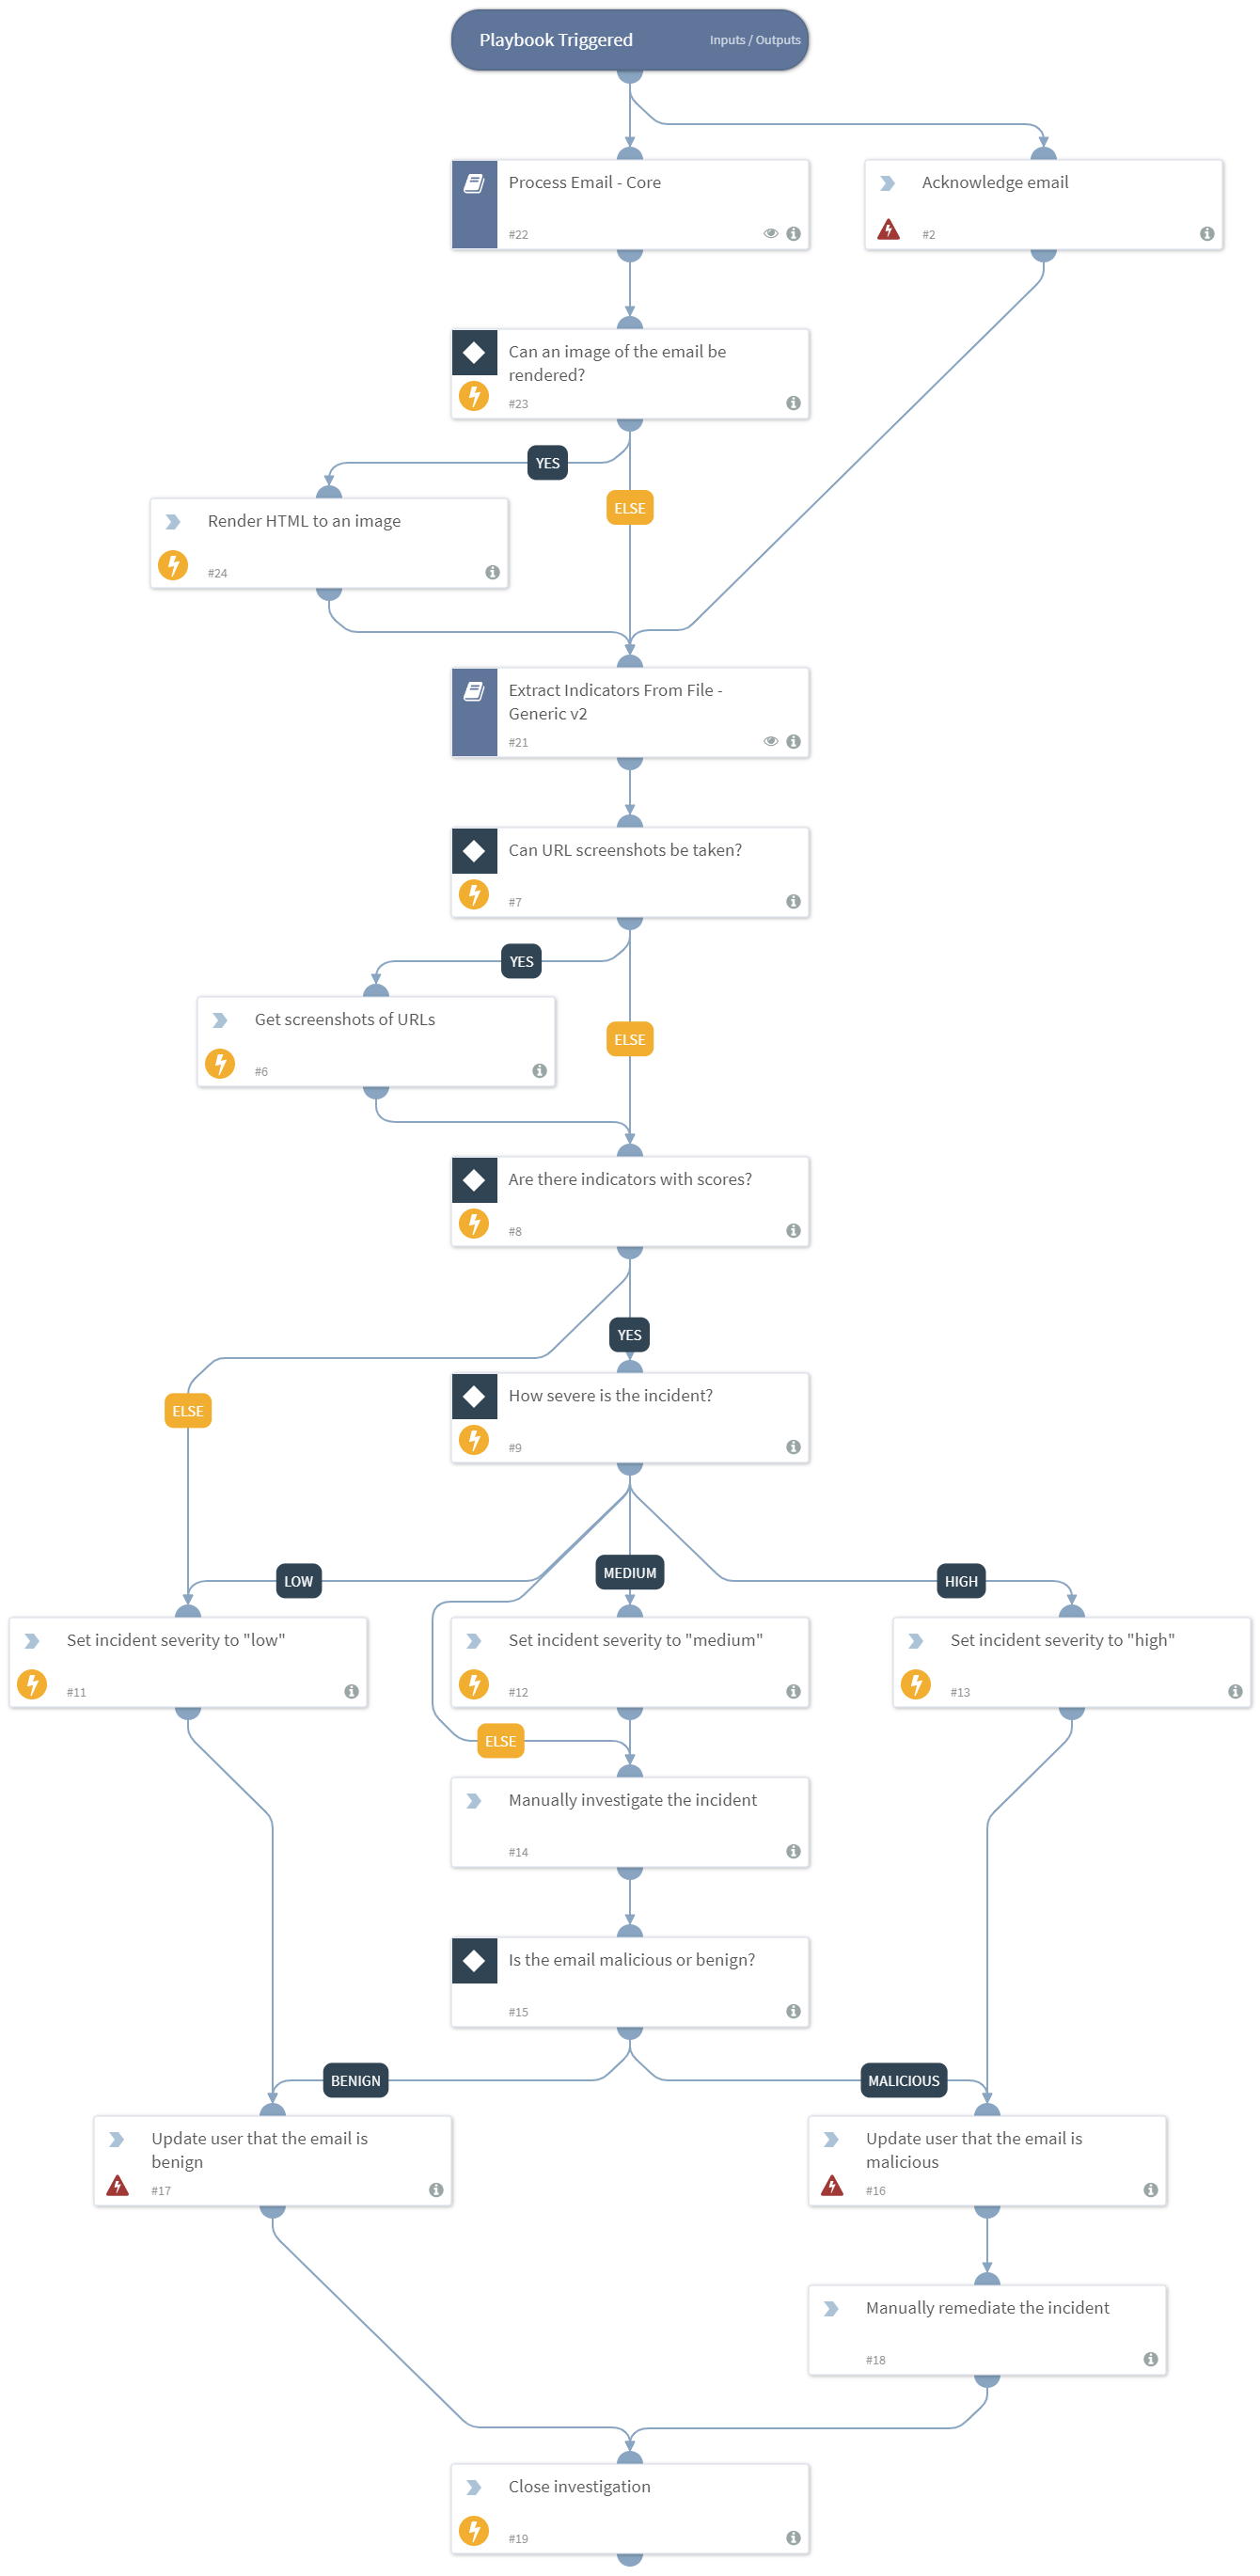 Playbook Triggered
Inputs / Outputs
Process Email - Core
#22
Acknowledge email
#2
Can an image of the email be
rendered?
#23
YES
ELSE
Render HTML to an image
#24
Extract Indicators From File -
Generic v2
#21
Can URL screenshots be taken?
#7
YES
ELSE
Get screenshots of URLs
#6
Are there indicators with scores?
#8
YES
ELSE
How severe is the incident?
#9
LOW
MEDIUM
HIGH
Set incident severity to "low"
#11
Set incident severity to "medium"
#12
Set incident severity to "high"
#13
ELSE
Manually investigate the incident
#14
Is the email malicious or benign?
#15
BENIGN
MALICIOUS
Update user that the email is
benign
#17
Update user that the email is
malicious
#16
Manually remediate the incident
#18
Close investigation
#19